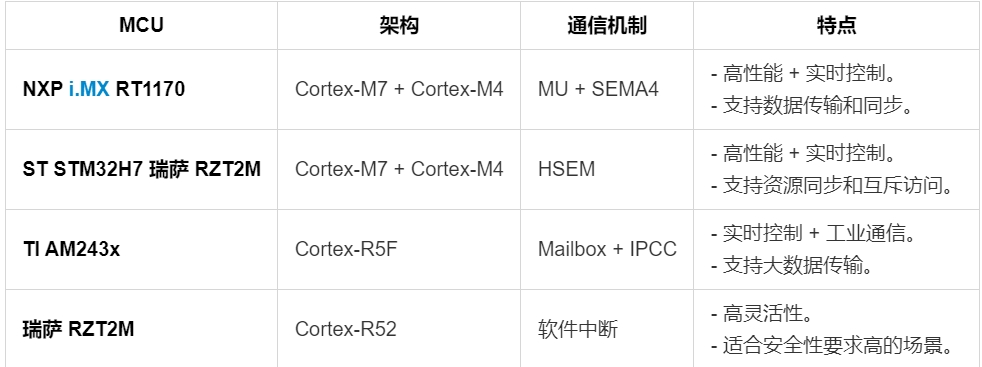 MCU 架构 通信机制 特点
NXP i.MX RT1170 Cortex-M7 + Cortex-M4 MU + SEMA4 - 高性能 + 实时控制。
- 支持数据传输和同步。
ST STM32H7 瑞萨 RZT2M Cortex-M7 + Cortex-M4 HSEM - 高性能 + 实时控制。
- 支持资源同步和互斥访问。
TI AM243x Cortex-R5F Mailbox + IPCC - 实时控制 + 工业通信。
- 支持大数据传输。
瑞萨 RZT2M Cortex-R52 软件中断 - 高灵活性。
- 适合安全性要求高的场景。